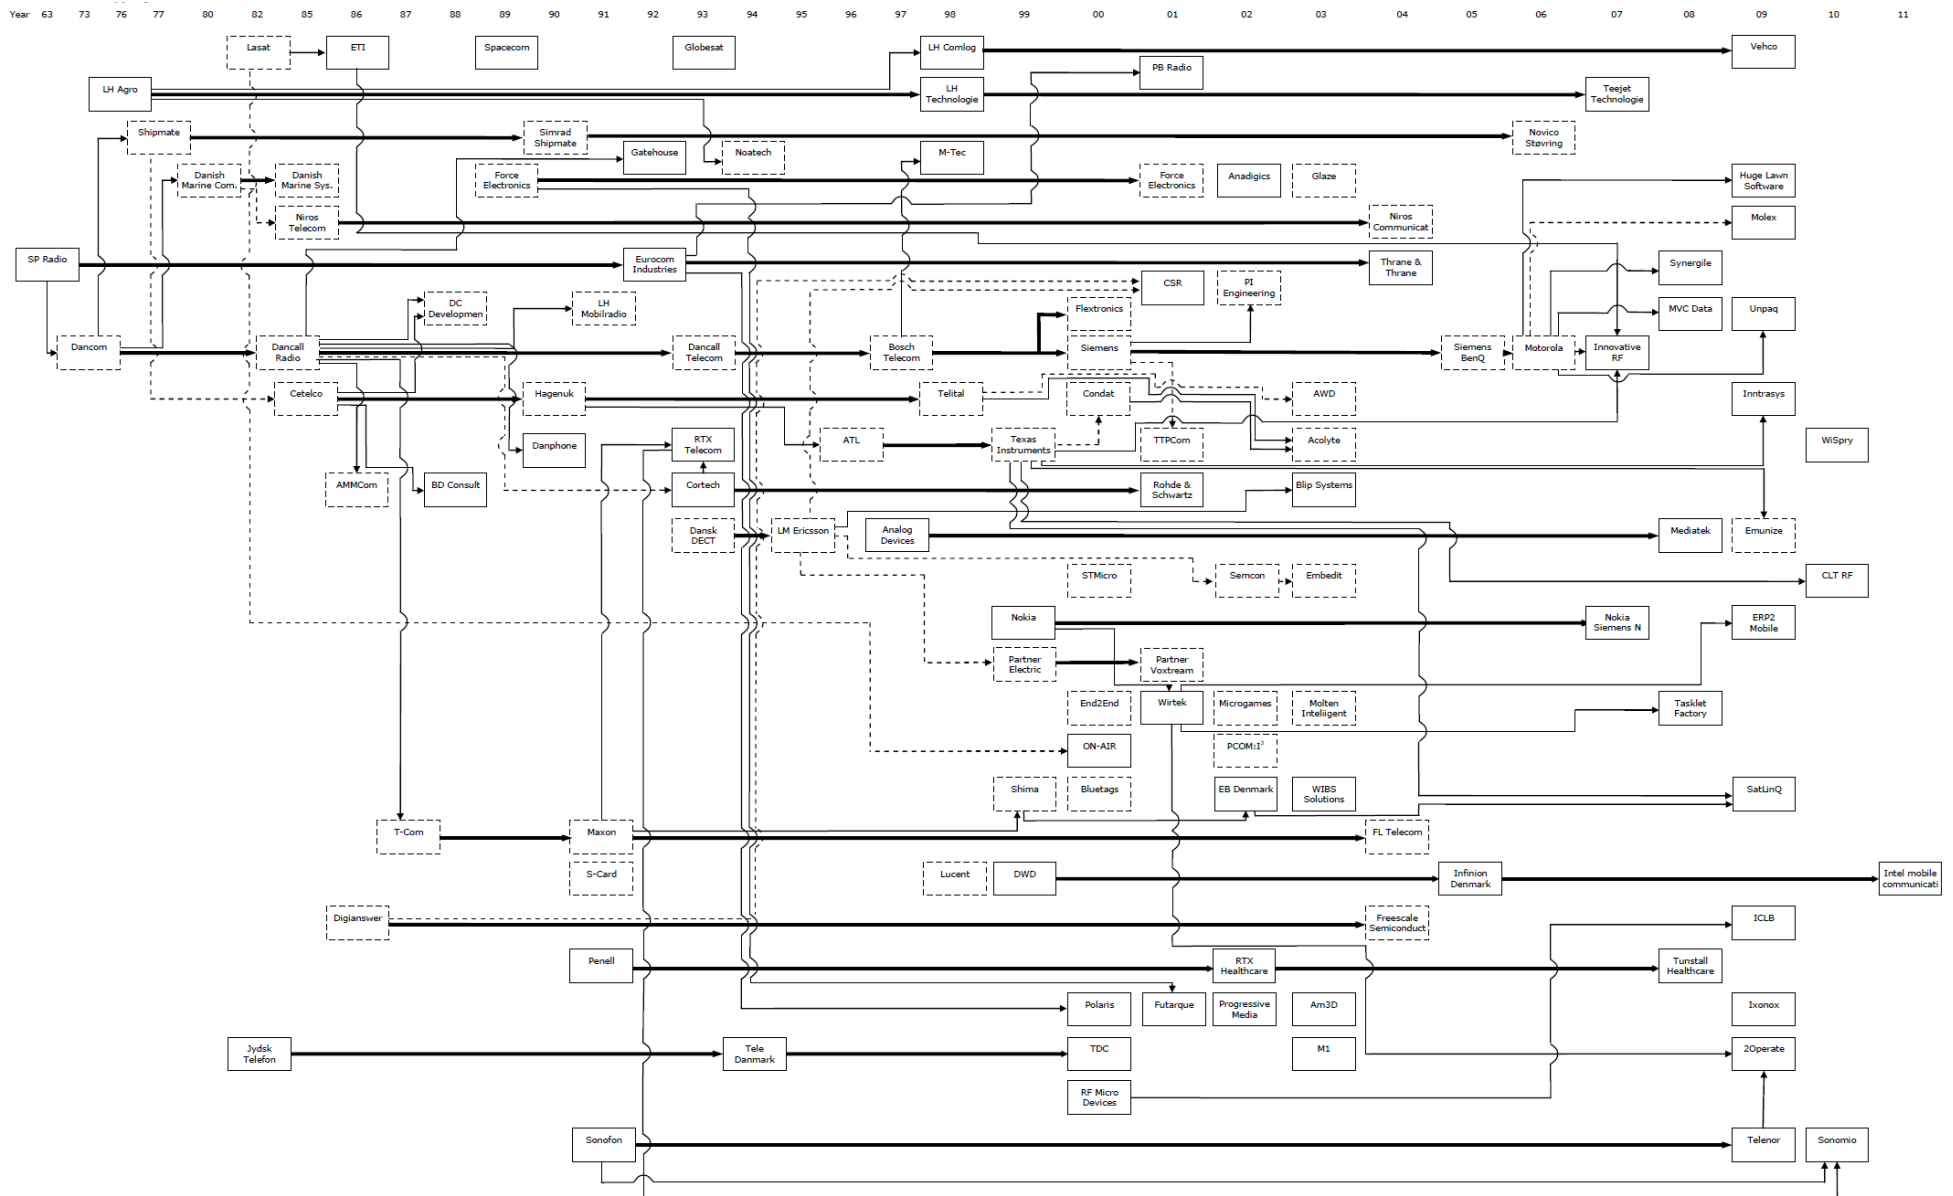 Year 63 73 76 77 80 82 85 86 87 88 89 90 91 92 93 94 95 96 97 98 99 00 01 02 03 04 05 06 07 08 09 10 11
Lasat
ETI
Spacecom
Globesat
LH Comlog
Vehco
PB Radio
LH Agro
LH
Technologie
Teejet
Technologie
Shipmate
Simrad
Shipmate
Novico
Støvring
Gatehouse
Noatech
M-Tec
Danish
Marine Com.
Danish
Marine Sys.
Force
Electronics
Force
Electronics
Anadigics
Glaze
Huge Lawn
Software
Niros
Telecom
Niros
Communicat
Molex
SP Radio
Eurocom
Industries
Thrane &
Thrane
Synergile
CSR
PI
Engineering
DC
Developmen
LH
Mobilradio
Flextronics
MVC Data
Unpaq
Dancom
Dancall
Radio
Dancall
Telecom
Bosch
Telecom
Siemens
Siemens
BenQ
Motorola
Innovative
RF
Cetelco
Hagenuk
Telital
Condat
AWD
Inntrasys
Danphone
RTX
Telecom
ATL
Texas
Instruments
TTPCom
Acolyte
WiSpry
AMMCom
BD Consult
Cortech
Rohde &
Schwartz
Blip Systems
Dansk
DECT
LM Ericsson
Analog
Devices
Mediatek
Emunize
STMicro
Semcon
Embedit
CLT RF
Nokia
Nokia
Siemens N
ERP2
Mobile
Partner
Electric
Partner
Voxtream
End2End
Wirtek
Microgames
Molten
Inteliigent
Tasklet
Factory
ON-AIR
PCOM:I³
Shima
Bluetags
EB Denmark
WIBS
Solutions
SatLinQ
T-Com
Maxon
FL Telecom
S-Card
Lucent
DWD
Infinion
Denmark
Intel mobile
communicati
Digianswer
Freescale
Semiconduct
ICLB
Penell
RTX
Healthcare
Tunstall
Healthcare
Polaris
Futarque
Progressive
Media
Am3D
Ixonox
Jydsk
Telefon
Tele
Danmark
TDC
M1
2Operate
RF Micro
Devices
Sonofon
Telenor
Sonomio